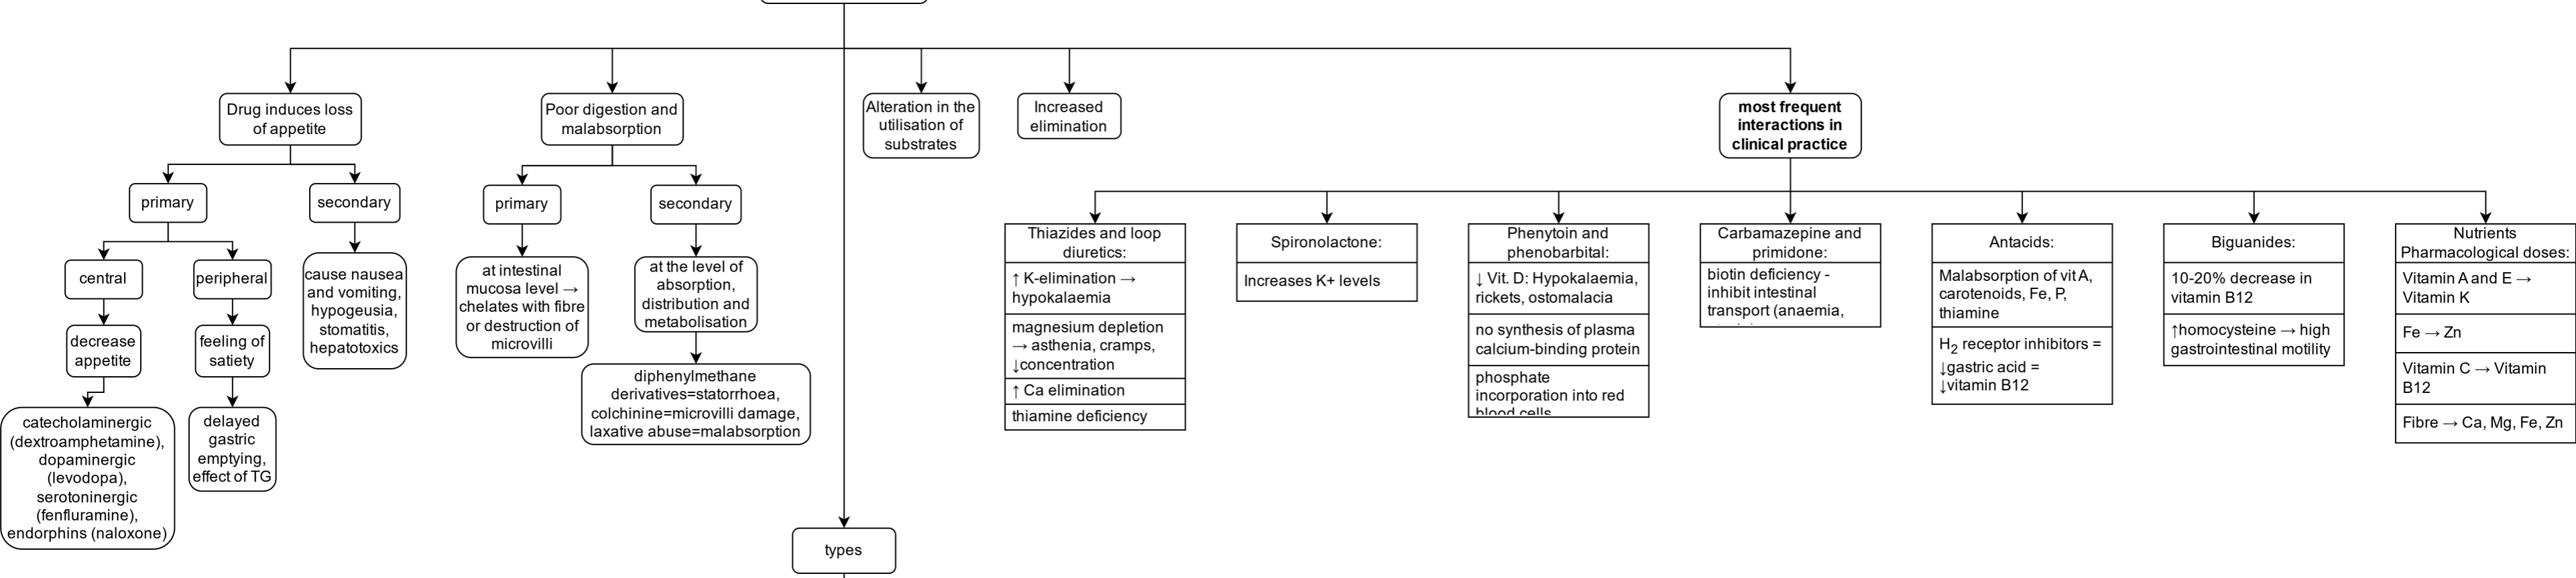 Drug induces loss
of appetite
Poor digestion and
malabsorption
Alteration in the
utilisation of
substrates
Increased
elimination
most frequent
interactions in
clinical practice
primary
secondary
primary
secondary
central
peripheral
cause nausea
and vomiting,
hypogeusia,
stomatitis,
hepatotoxics
at intestinal
mucosa level →
chelates with fibre
or destruction of
microvilli
at the level of
absorption,
distribution and
metabolisation
decrease
appetite
feeling of
satiety
diphenylmethane
derivatives=statorrhoea,
colchinine=microvilli damage,
laxative abuse=malabsorption
catecholaminergic
(dextroamphetamine),
dopaminergic
(levodopa),
serotoninergic
(fenfluramine),
endorphins (naloxone)
delayed
gastric
emptying,
effect of TG
Thiazides and loop
diuretics:
↑ K-elimination →
hypokalaemia
magnesium depletion
→ asthenia, cramps,
↓concentration
↑ Ca elimination
thiamine deficiency
Spironolactone:
Increases K+ levels
Phenytoin and
phenobarbital:
↓ Vit. D: Hypokalaemia,
rickets, ostomalacia
no synthesis of plasma
calcium-binding protein
phosphate
incorporation into red
blood cells
Carbamazepine and
primidone:
biotin deficiency -
inhibit intestinal
transport (anaemia,
Antacids:
Malabsorption of vit A,
carotenoids, Fe, P,
thiamine
H2 receptor inhibitors =
↓gastric acid =
↓vitamin B12
Biguanides:
10-20% decrease in
vitamin B12
↑homocysteine → high
gastrointestinal motility
Nutrients
Pharmacological doses:
Vitamin A and E →
Vitamin K
Fe → Zn
Vitamin C → Vitamin
B12
Fibre → Ca, Mg, Fe, Zn
types